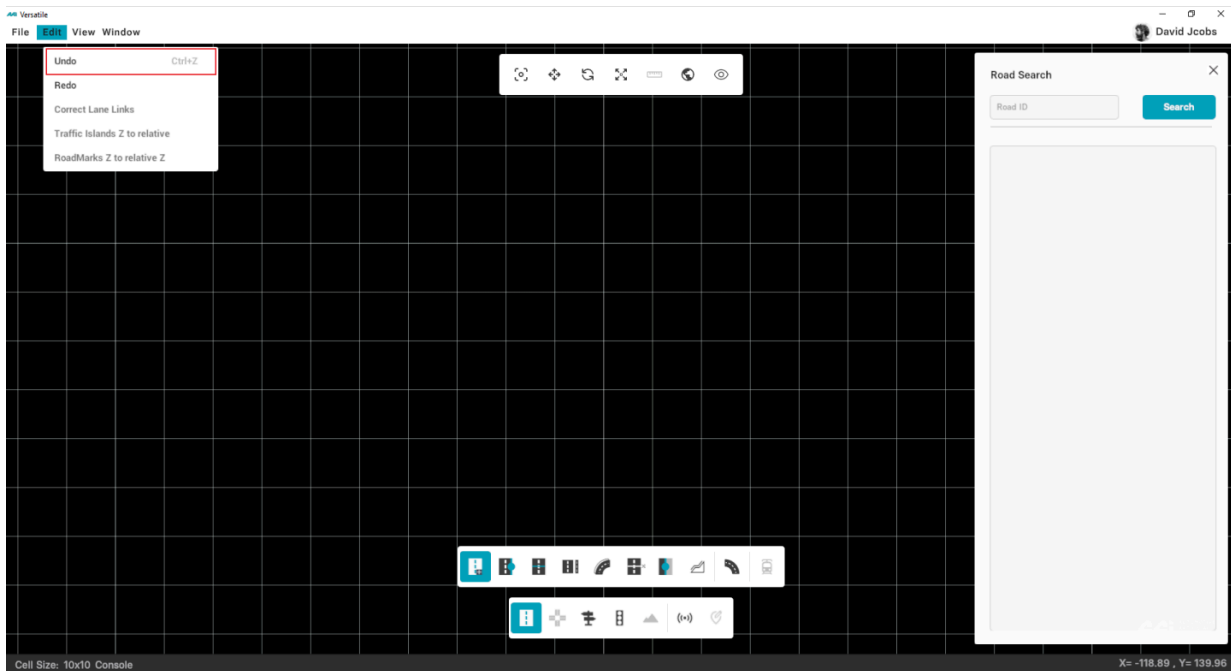 Versatile
File Edit View Window
David Jcobs
Undo Ctrl+Z
Redo
Correct Lane Links
Traffic Islands Z to relative
RoadMarks Z to relative Z
Road Search
Road ID
Search
Cell Size: 10x10 Console
X= -118.89 , Y= 139.96